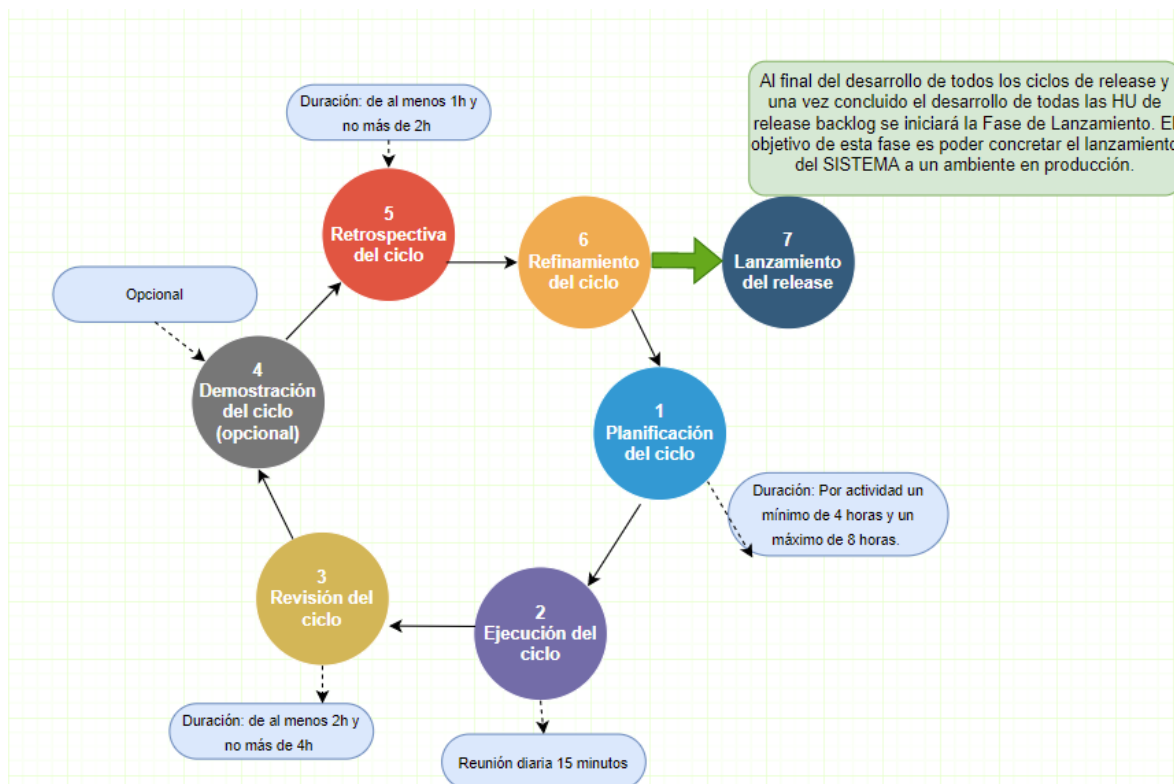 Al final del desarrollo de todos los ciclos de release y
una vez concluido el desarrollo de todas las HU de
release backlog se iniciará la Fase de Lanzamiento. El
objetivo de esta fase es poder concretar el lanzamiento
del SISTEMA a un ambiente en producción.
Duración: de al menos 1h y
no más de 2h
5
Retrospectiva
del ciclo
6
Refinamiento
del ciclo
7
Lanzamiento
del release
Opcional
4
Demostración
del ciclo
(opcional)
1
Planificación
del ciclo
Duración: Por actividad un
mínimo de 4 horas y un
máximo de 8 horas.
3
Revisión del
ciclo
2
Ejecución del
ciclo
Duración: de al menos 2h y
no más de 4h
Reunión diaria 15 minutos